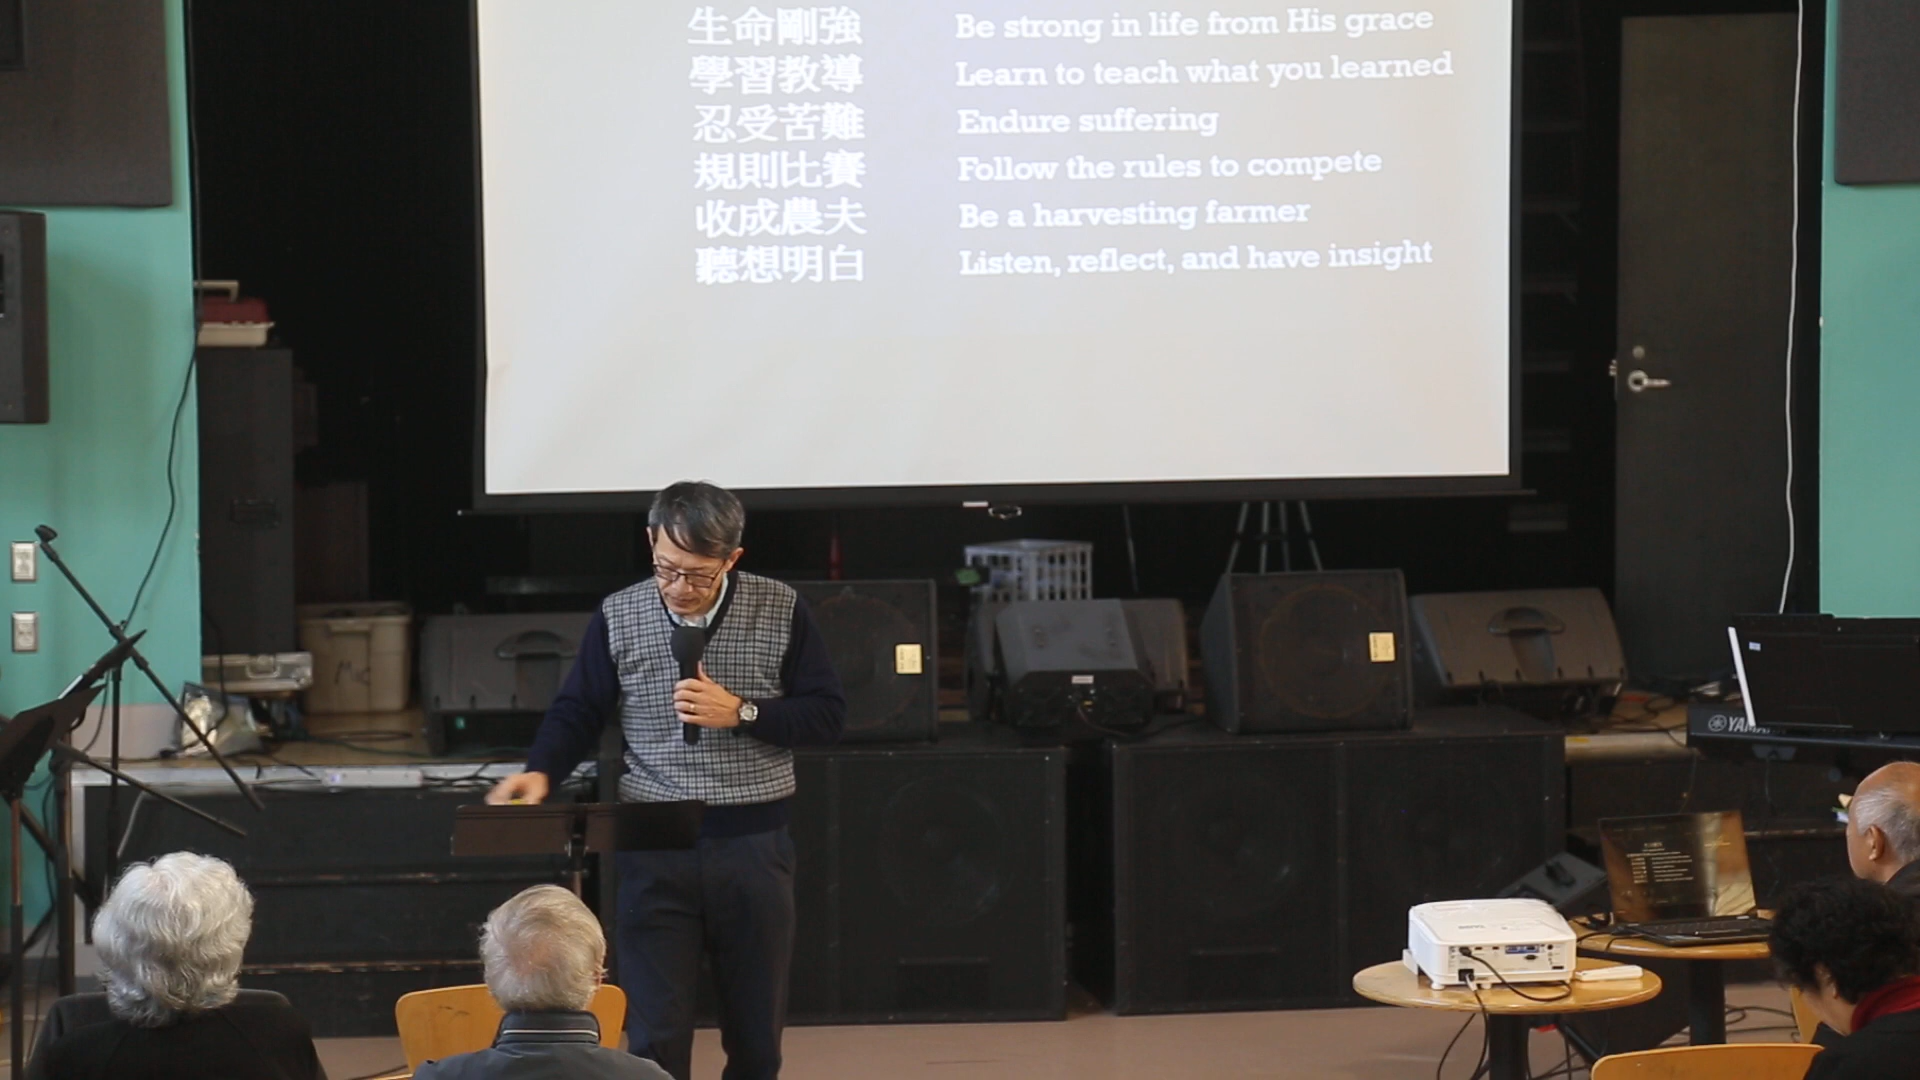 生命剛強 Be strong in life from His grace
學習教導 Learn to teach what you learned
忍受苦難 Endure suffering
規則比賽 Follow the rules to compete
收成農夫 Be a harvesting farmer
聽想明白 Listen, reflect, and have insight